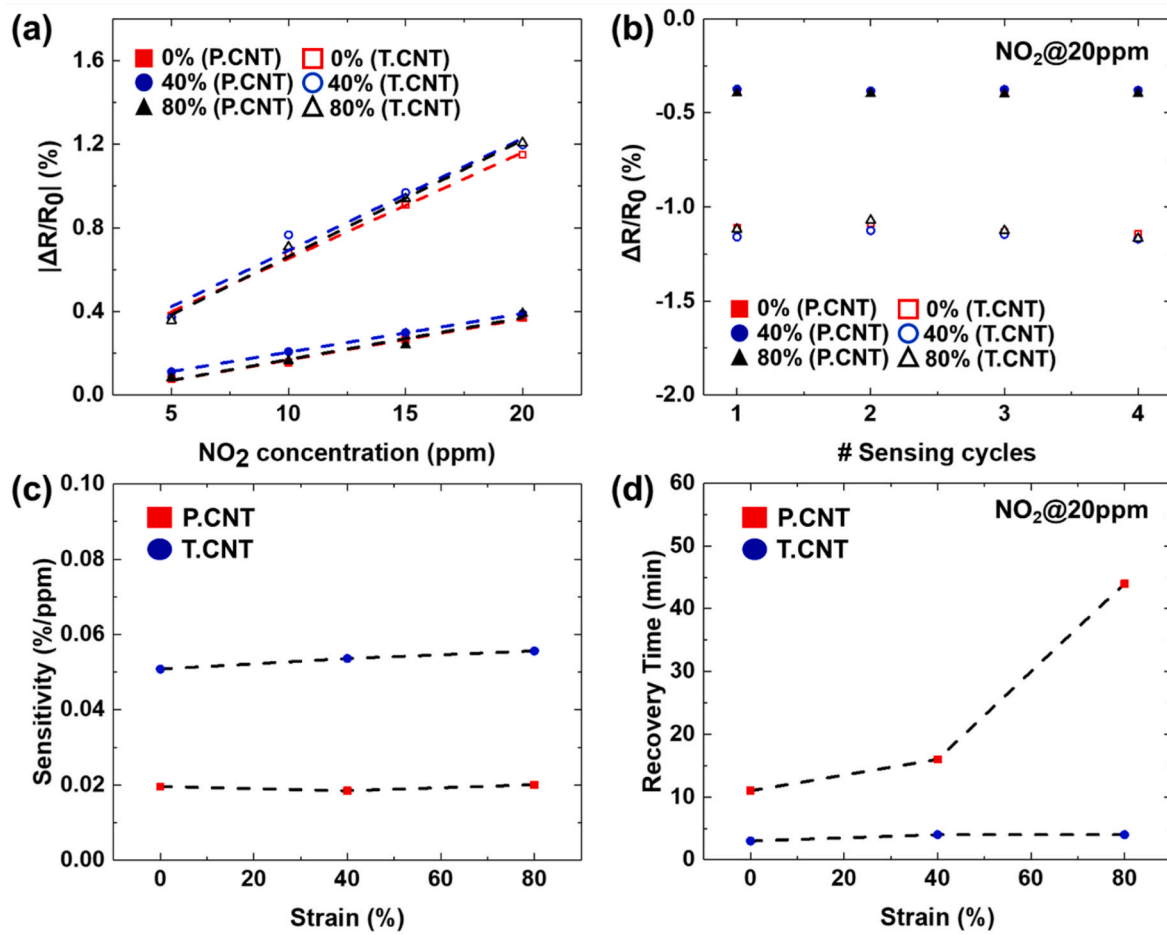 (a)
1.6
1.2
0.8
0.4
0.0
|ΔR/R0| (%)
0% (P.CNT) 0% (T.CNT)
40% (P.CNT) 40% (T.CNT)
80% (P.CNT) 80% (T.CNT)
5 10 15 20
NO2 concentration (ppm)
(b)
0.0
-0.5
-1.0
-1.5
-2.0
ΔR/R0 (%)
NO2@20ppm
0% (P.CNT) 0% (T.CNT)
40% (P.CNT) 40% (T.CNT)
80% (P.CNT) 80% (T.CNT)
1 2 3 4
# Sensing cycles
(c)
0.10
0.08
0.06
0.04
0.02
0.00
Sensitivity (%/ppm)
P.CNT
T.CNT
0 40 80
Strain (%)
(d)
60
50
40
30
20
10
0
Recovery Time (min)
P.CNT
T.CNT
NO2@20ppm
0 40 80
Strain (%)